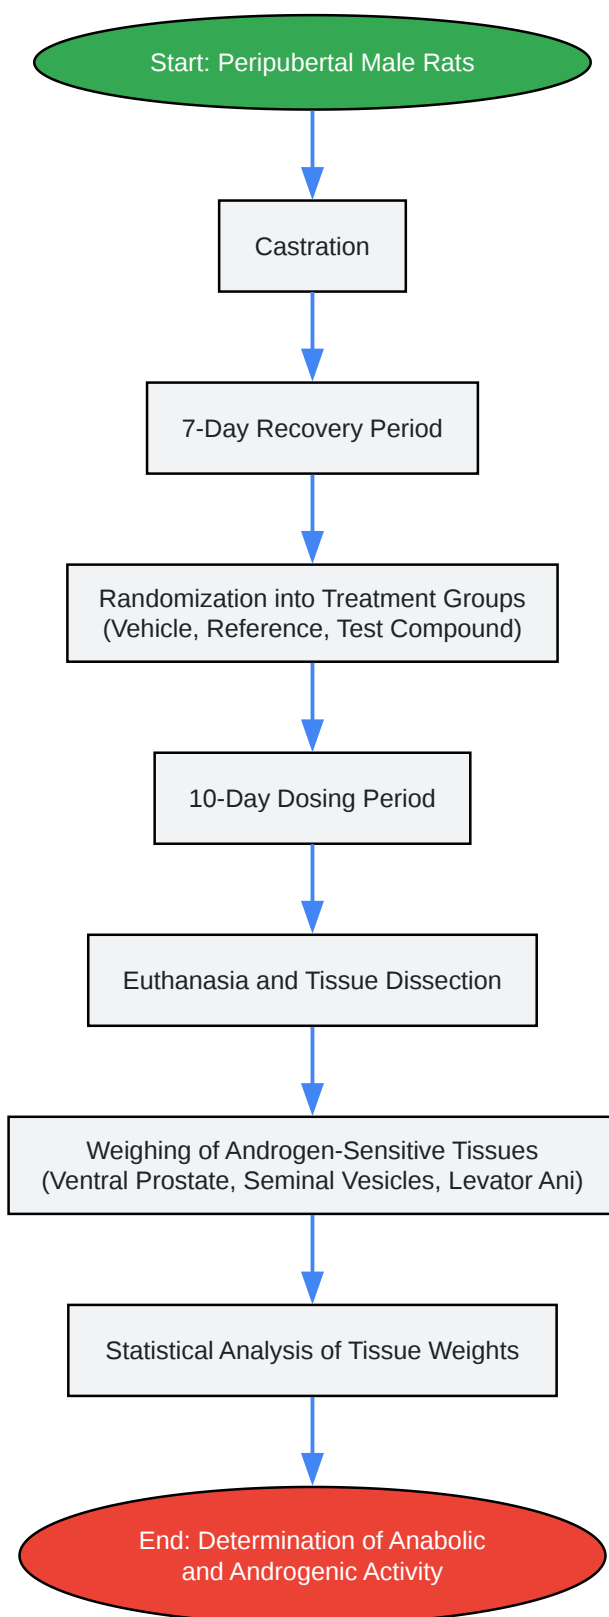 Start: Peripubertal Male Rats
Castration
7-Day Recovery Period
Randomization into Treatment Groups
(Vehicle, Reference, Test Compound)
10-Day Dosing Period
Euthanasia and Tissue Dissection
Weighing of Androgen-Sensitive Tissues
(Ventral Prostate, Seminal Vesicles, Levator Ani)
Statistical Analysis of Tissue Weights
End: Determination of Anabolic
and Androgenic Activity